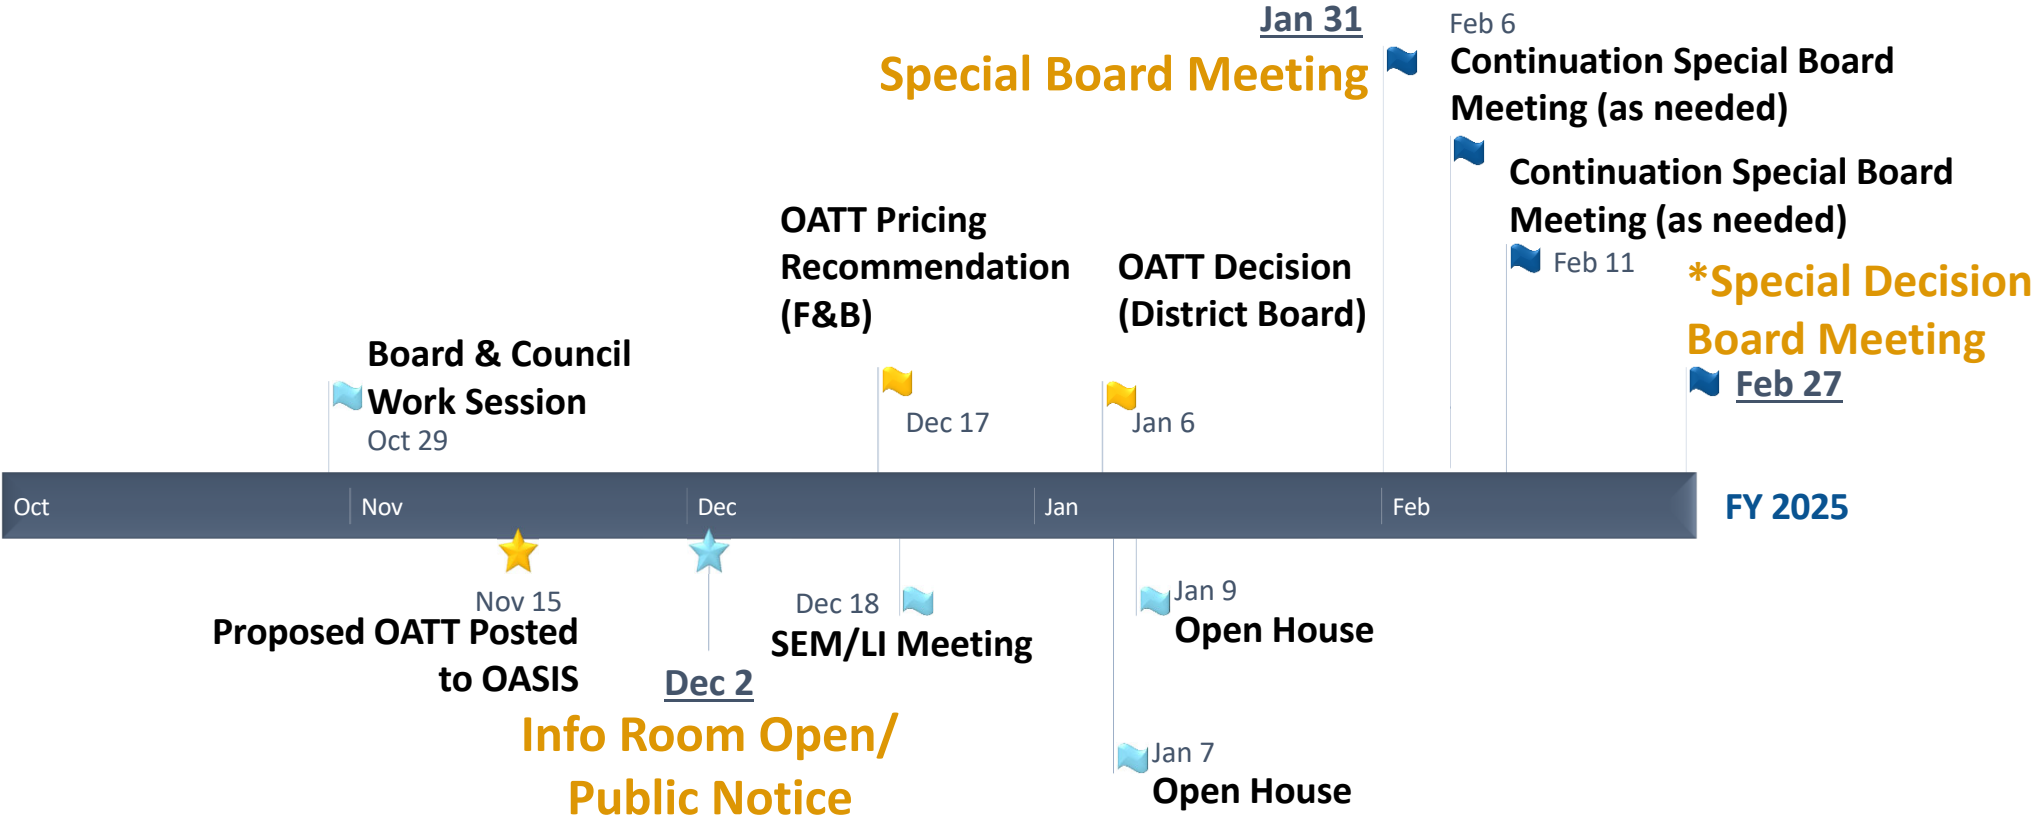 Jan 31
Special Board Meeting
Feb 6
Continuation Special Board
Meeting (as needed)
Continuation Special Board
Meeting (as needed)
Feb 11
*Special Decision
Board Meeting
Feb 27
OATT Pricing
Recommendation
(F&B)
Dec 17
OATT Decision
(District Board)
Jan 6
Board & Council
Work Session
Oct 29
Oct
Nov
Dec
Jan
Feb
FY 2025
Nov 15
Proposed OATT Posted
to OASIS
Dec 2
Info Room Open/
Public Notice
Dec 18
SEM/LI Meeting
Jan 9
Open House
Jan 7
Open House